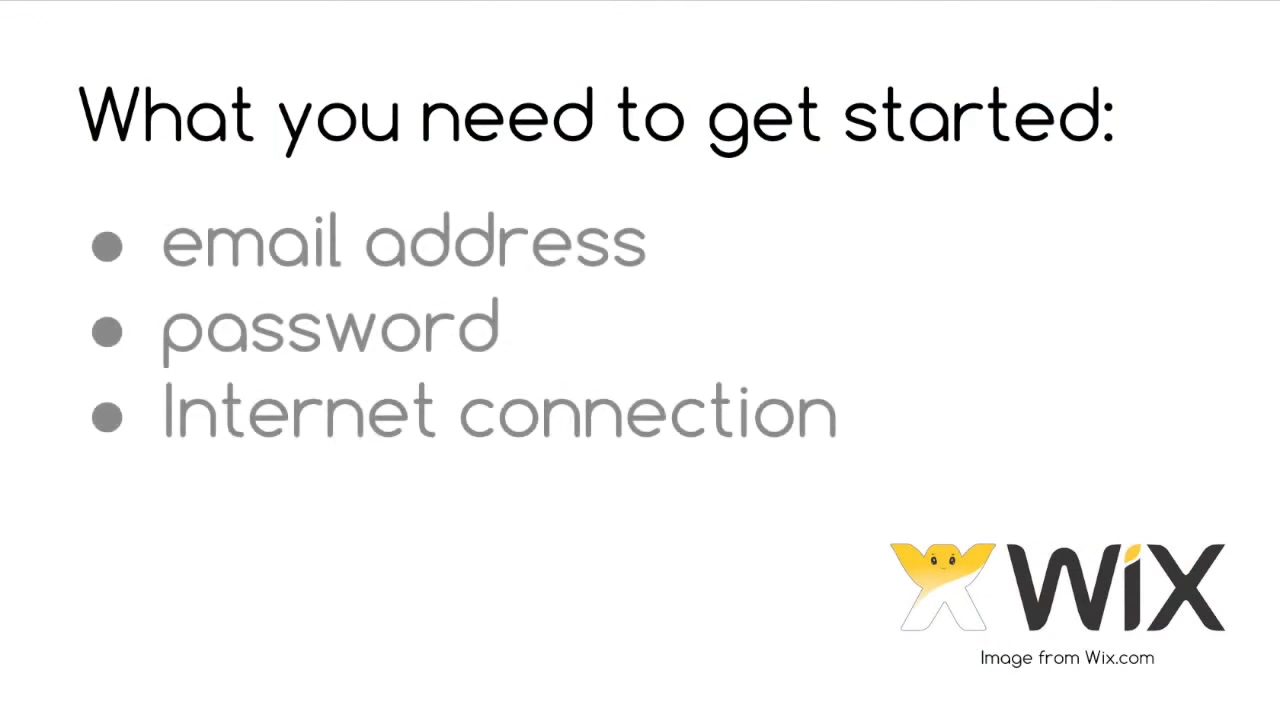 What you need to get started:
● email address
● password
● Internet connection
WiX
Image from Wix.com